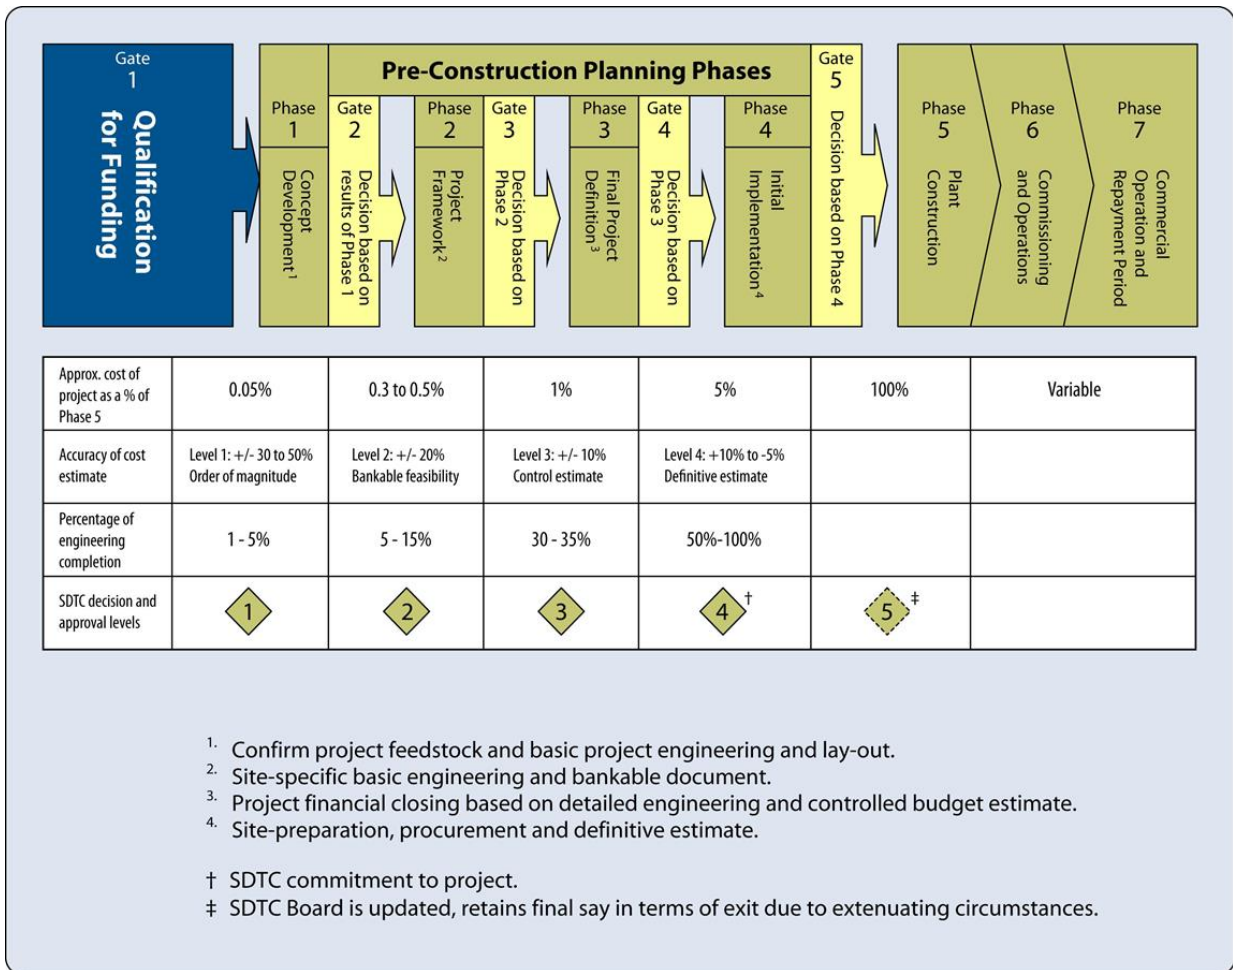 Gate
1
Qualification
for Funding
Pre-Construction Planning Phases
Phase
1
Concept
Development1
Gate
2
Decision based on
results of Phase 1
Phase
2
Project
Framework2
Gate
3
Decision based on
Phase 2
Phase
3
Final Project
Definition3
Gate
4
Decision based on
Phase 3
Phase
4
Initial
Implementation4
Gate
5
Decision based on Phase 4
Phase
5
Plant
Construction
Phase
6
Commissioning
and Operations
Phase
7
Commercial
Operation and
Repayment Period
Approx. cost of
project as a % of
Phase 5
0.05%
0.3 to 0.5%
1%
5%
100%
Variable
Accuracy of cost
estimate
Level 1: +/- 30 to 50%
Order of magnitude
Level 2: +/- 20%
Bankable feasibility
Level 3: +/- 10%
Control estimate
Level 4: +10% to -5%
Definitive estimate
Percentage of
engineering
completion
1 - 5%
5 - 15%
30 - 35%
50%-100%
SDTC decision and
approval levels
1
2
3
4 †
5 ‡
1. Confirm project feedstock and basic project engineering and lay-out.
2. Site-specific basic engineering and bankable document.
3. Project financial closing based on detailed engineering and controlled budget estimate.
4. Site-preparation, procurement and definitive estimate.
† SDTC commitment to project.
‡ SDTC Board is updated, retains final say in terms of exit due to extenuating circumstances.